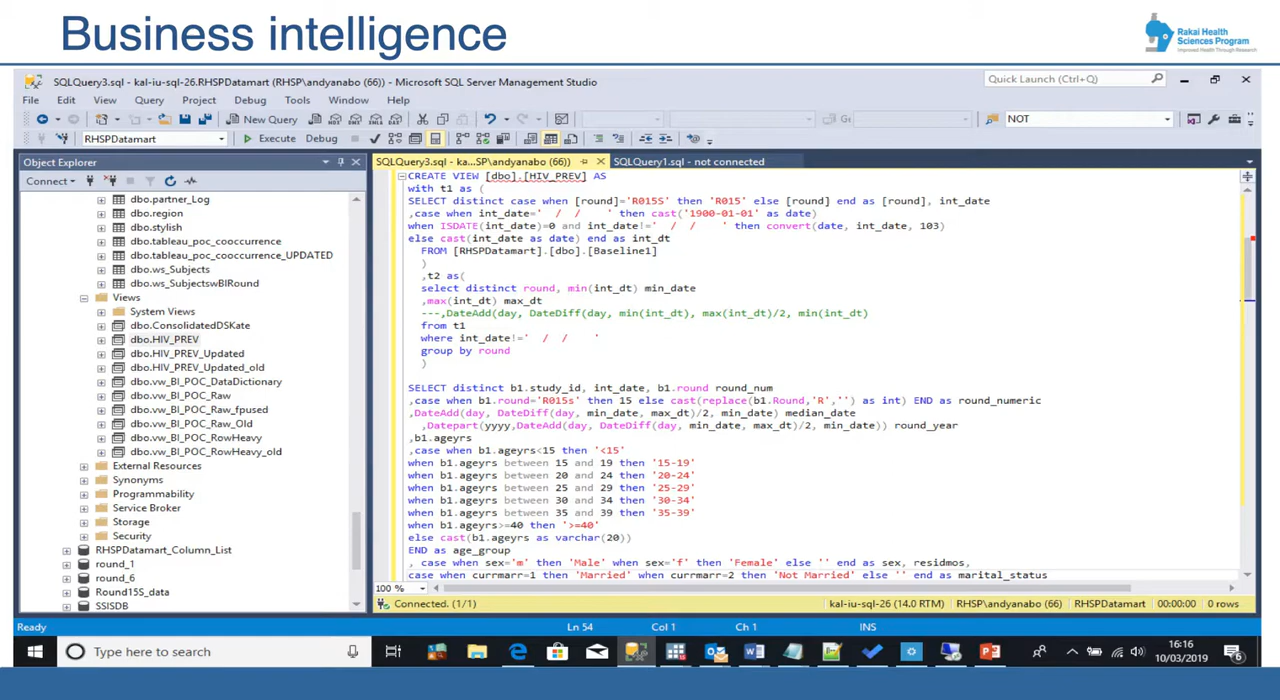 Business intelligence
Rakai Health
Sciences Program
Improved Health Through Research
SQLQuery3.sql - kal-iu-sql-26.RHSPDatamart (RHSP\andyanabo (66)) - Microsoft SQL Server Management Studio
Quick Launch (Ctrl+Q)
File Edit View Query Project Debug Tools Window Help
New Query
NOT
RHSPDatamart
Execute Debug
Object Explorer
Connect
dbo.partner_Log
dbo.region
dbo.stylish
dbo.tableau_poc_cooccurrence
dbo.tableau_poc_cooccurrence_UPDATED
dbo.ws_Subjects
dbo.ws_SubjectswBIRound
Views
System Views
dbo.ConsolidatedDSKate
dbo.HIV_PREV
dbo.HIV_PREV_Updated
dbo.HIV_PREV_Updated_old
dbo.vw_BI_POC_DataDictionary
dbo.vw_BI_POC_Raw
dbo.vw_BI_POC_Raw_fpused
dbo.vw_BI_POC_Raw_Old
dbo.vw_BI_POC_RowHeavy
dbo.vw_BI_POC_RowHeavy_old
External Resources
Synonyms
Programmability
Service Broker
Storage
Security
RHSPDatamart_Column_List
round_1
round_6
Round15S_data
SSISDB
SQLQuery3.sql - ka...SP\andyanabo (66)) SQLQuery1.sql - not connected
CREATE VIEW [dbo].[HIV_PREV] AS
with t1 as (
SELECT distinct case when [round]='R015S' then 'R015' else [round] end as [round], int_date
,case when int_date='  /  /    ' then cast('1900-01-01' as date)
when ISDATE(int_date)=0 and int_date!='  /  /    ' then convert(date, int_date, 103)
else cast(int_date as date) end as int_dt
FROM [RHSPDatamart].[dbo].[Baseline1]
)
,t2 as(
select distinct round, min(int_dt) min_date
,max(int_dt) max_dt
---,DateAdd(day, DateDiff(day, min(int_dt), max(int_dt)/2, min(int_dt)
from t1
where int_date!='  /  /    '
group by round
)
SELECT distinct b1.study_id, int_date, b1.round round_num
,case when b1.round='R015s' then 15 else cast(replace(b1.Round,'R','') as int) END as round_numeric
,DateAdd(day, DateDiff(day, min_date, max_dt)/2, min_date) median_date
,Datepart(yyyy,DateAdd(day, DateDiff(day, min_date, max_dt)/2, min_date)) round_year
,b1.ageyrs
,case when b1.ageyrs<15 then '<15'
when b1.ageyrs between 15 and 19 then '15-19'
when b1.ageyrs between 20 and 24 then '20-24'
when b1.ageyrs between 25 and 29 then '25-29'
when b1.ageyrs between 30 and 34 then '30-34'
when b1.ageyrs between 35 and 39 then '35-39'
when b1.ageyrs>=40 then '>=40'
else cast(b1.ageyrs as varchar(20))
END as age_group
, case when sex='m' then 'Male' when sex='f' then 'Female' else '' end as sex, residmos,
case when currmarr=1 then 'Married' when currmarr=2 then 'Not Married' else '' end as marital_status
100 %
Connected. (1/1) kal-iu-sql-26 (14.0 RTM) RHSP\andyanabo (66) RHSPDatamart 00:00:00 0 rows
Ready Ln 54 Col 1 Ch 1 INS
Type here to search
16:16
10/03/2019
6